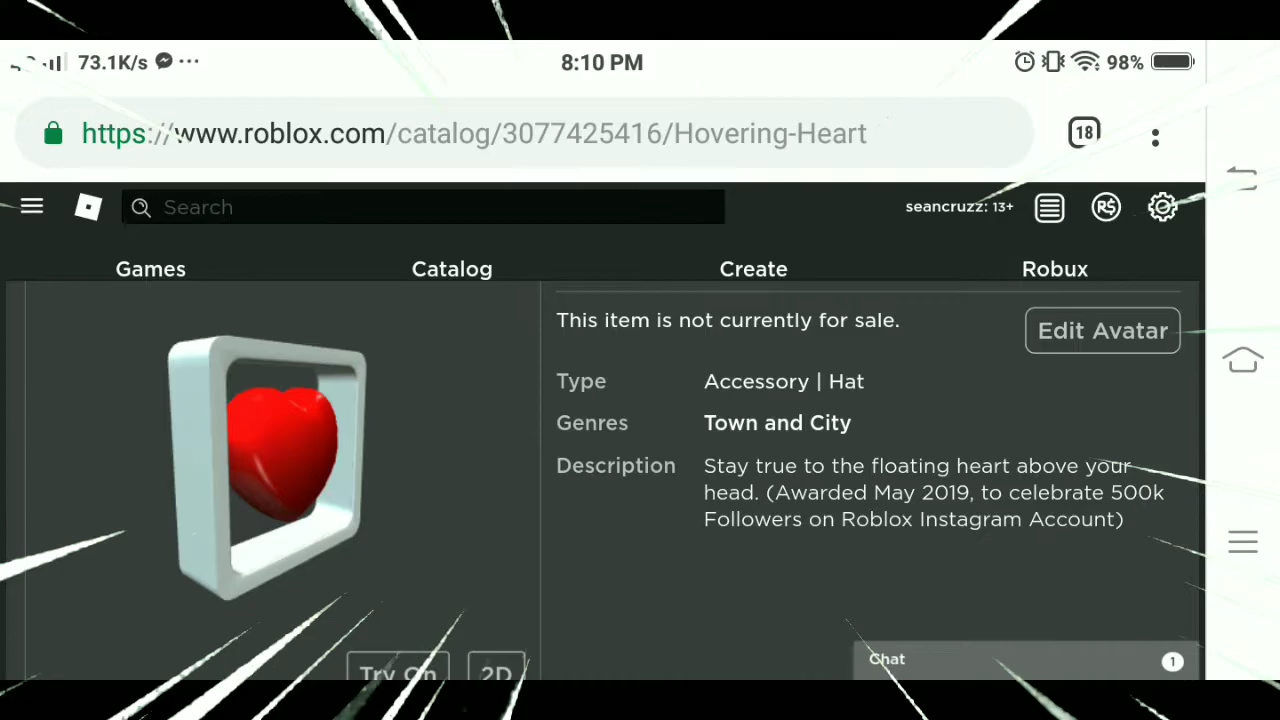 73.1K/s ... 8:10 PM 98%
https://www.roblox.com/catalog/3077425416/Hovering-Heart 18
Search seancruzz: 13+ R$
Games Catalog Create Robux
This item is not currently for sale. Edit Avatar
Type Accessory | Hat
Genres Town and City
Description Stay true to the floating heart above your
head. (Awarded May 2019, to celebrate 500k
Followers on Roblox Instagram Account)
Try On 2D
Chat 1